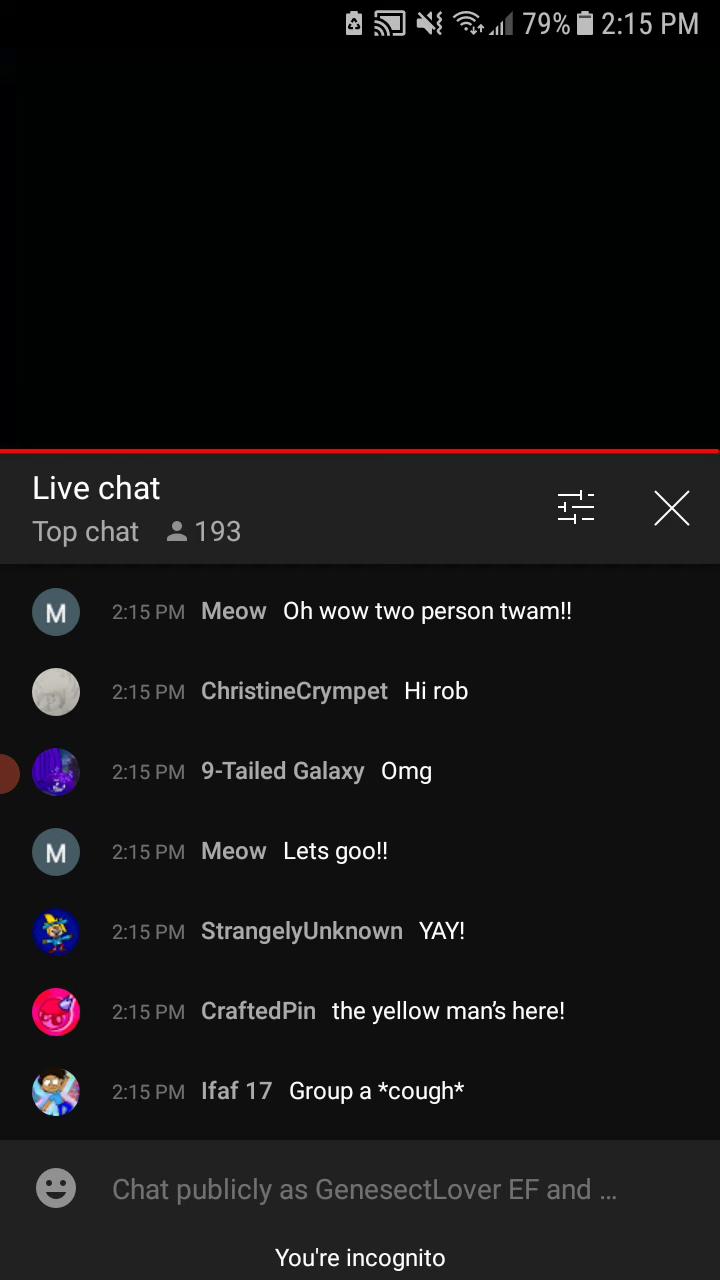 79% 2:15 PM
Live chat
Top chat 193
M 2:15 PM Meow Oh wow two person twam!!
2:15 PM ChristineCrympet Hi rob
2:15 PM 9-Tailed Galaxy Omg
M 2:15 PM Meow Lets goo!!
2:15 PM StrangelyUnknown YAY!
2:15 PM CraftedPin the yellow man's here!
2:15 PM Ifaf 17 Group a *cough*
Chat publicly as GenesectLover EF and ...
You're incognito